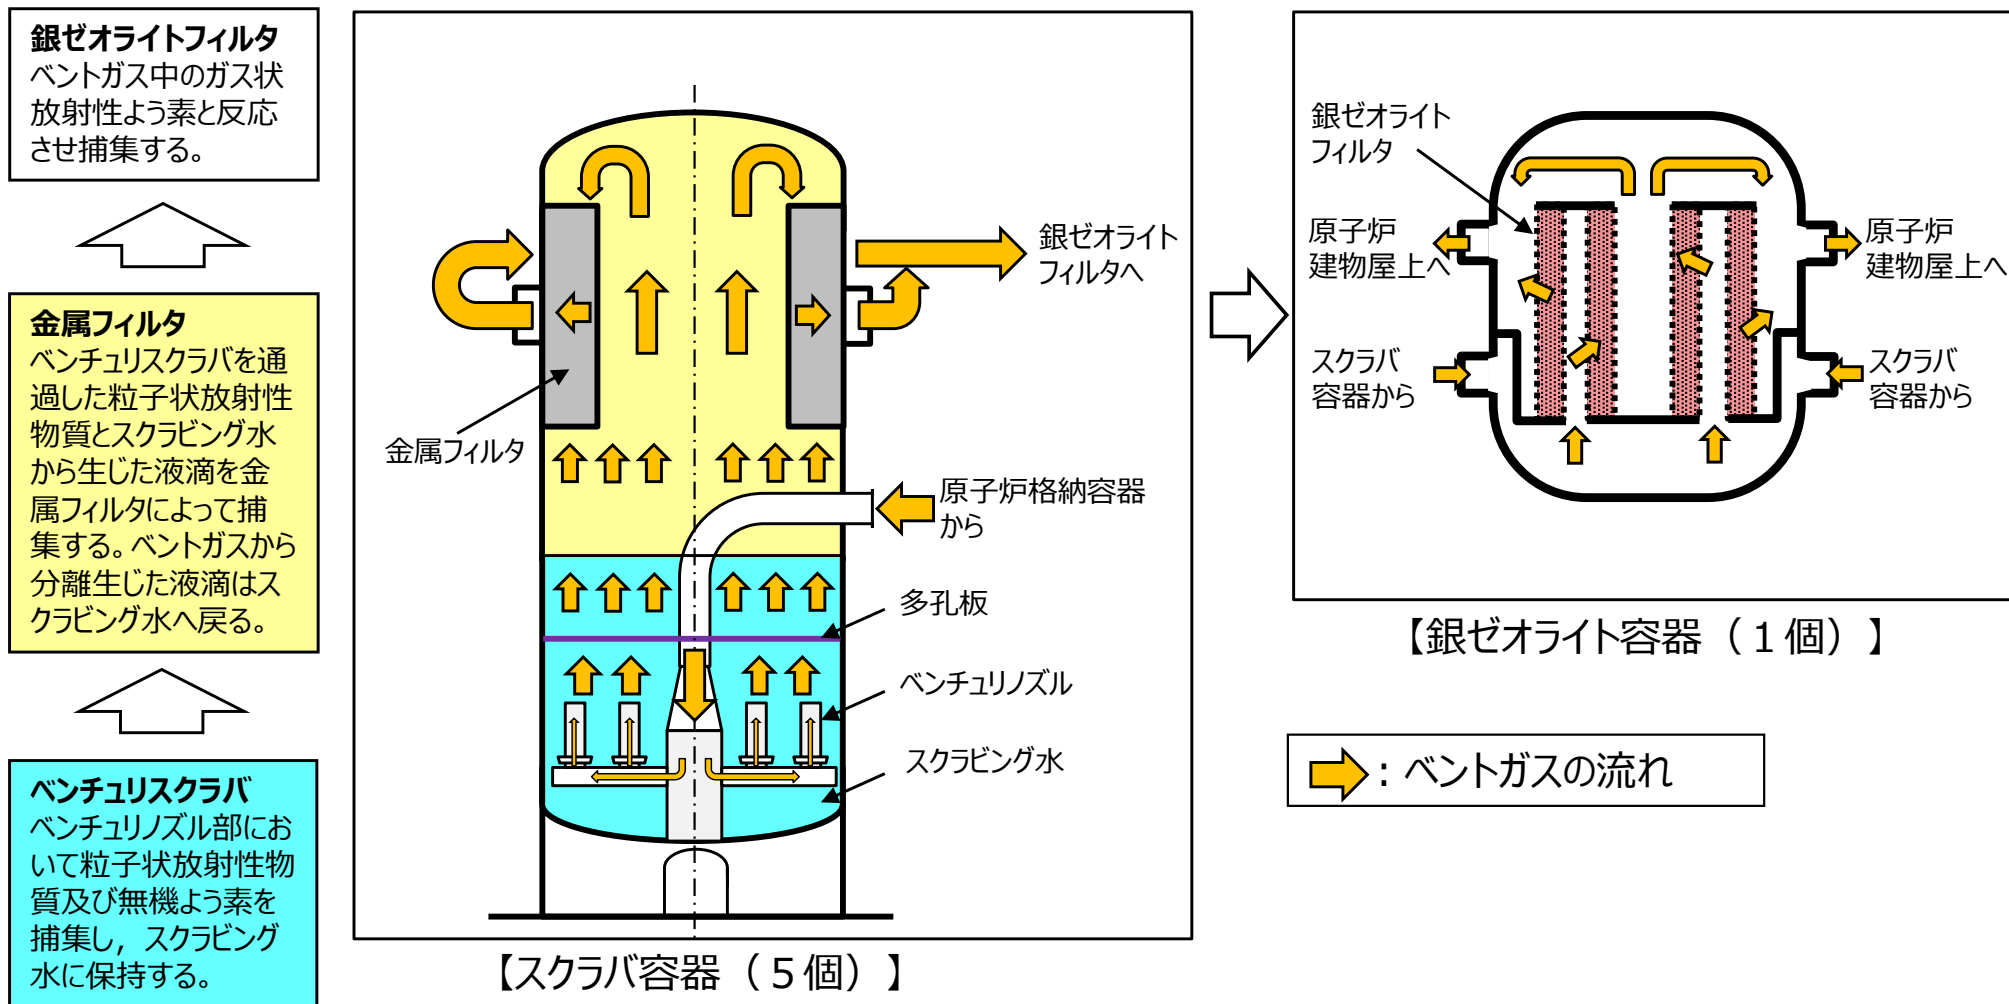 銀ゼオライトフィルタ
ベントガス中のガス状
放射性よう素と反応
させ捕集する。
金属フィルタ
ベンチュリスクラバを通
過した粒子状放射性
物質とスクラビング水
から生じた液滴を金
属フィルタによって捕
集する。ベントガスから
分離生じた液滴はス
クラビング水へ戻る。
ベンチュリスクラバ
ベンチュリノズル部にお
いて粒子状放射性物
質及び無機よう素を
捕集し，スクラビング
水に保持する。
銀ゼオライト
フィルタへ
金属フィルタ
原子炉格納容器
から
多孔板
ベンチュリノズル
スクラビング水
【スクラバ容器（５個）】
銀ゼオライト
フィルタ
原子炉
建物屋上へ
原子炉
建物屋上へ
スクラバ
容器から
スクラバ
容器から
【銀ゼオライト容器（１個）】
：ベントガスの流れ